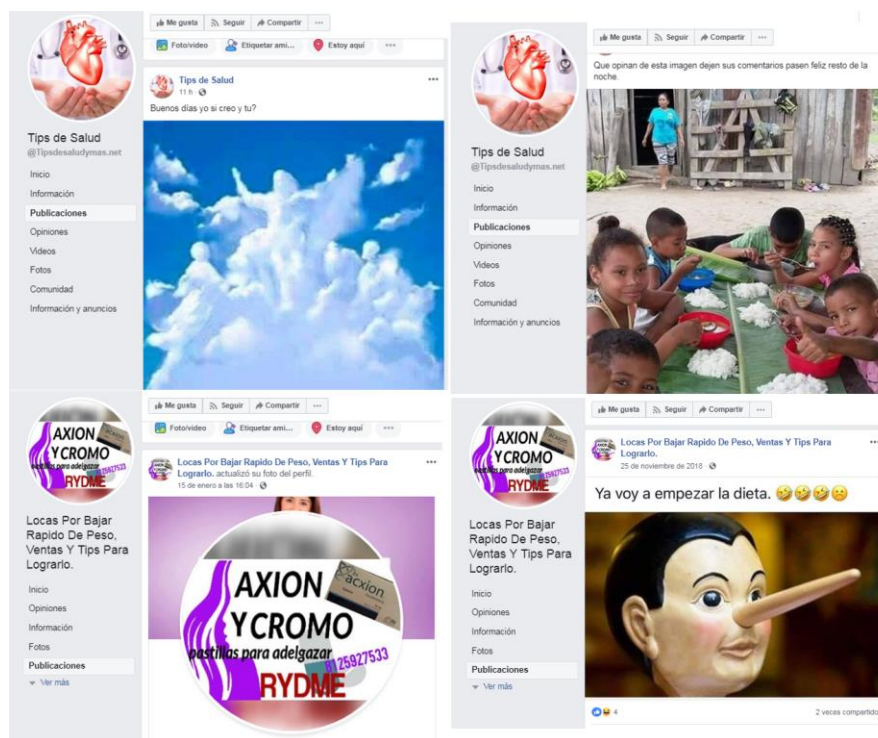 Me gusta
Seguir
Compartir
Foto/video
Etiquetar ami...
Estoy aquí
Tips de Salud
11 h
Buenos días yo si creo y tu?
Tips de Salud
@Tipsdesaludymas.net
Inicio
Información
Publicaciones
Opiniones
Videos
Fotos
Comunidad
Información y anuncios
Me gusta
Seguir
Compartir
Que opinan de esta imagen dejen sus comentarios pasen feliz resto de la
noche.
Tips de Salud
@Tipsdesaludymas.net
Inicio
Información
Publicaciones
Opiniones
Videos
Fotos
Comunidad
Información y anuncios
Me gusta
Seguir
Compartir
Foto/video
Etiquetar ami...
Estoy aquí
AXION
Y CROMO
pastillas para adelgazar
RYDME
Locas Por Bajar Rapido De Peso, Ventas Y Tips Para
Lograrlo. actualizó su foto del perfil.
15 de enero a las 16:04
Locas Por Bajar
Rapido De Peso,
Ventas Y Tips Para
Lograrlo.
Inicio
Opiniones
Información
Fotos
Publicaciones
Ver más
AXION
Y CROMO
acxion
pastillas para adelgazar
8125927533
RYDME
Me gusta
Seguir
Compartir
AXION
Y CROMO
pastillas para adelgazar
RYDME
Locas Por Bajar Rapido De Peso, Ventas Y Tips Para
Lograrlo.
25 de noviembre de 2018
Ya voy a empezar la dieta. 🤣🤣🤣🙁
Locas Por Bajar
Rapido De Peso,
Ventas Y Tips Para
Lograrlo.
Inicio
Opiniones
Información
Fotos
Publicaciones
Ver más
4
2 veces compartido